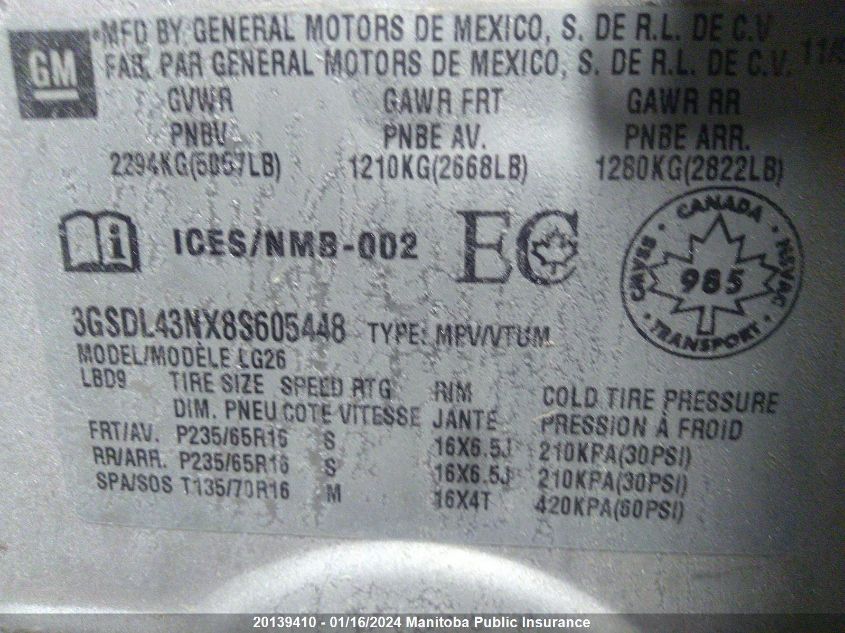 GM
MFD BY GENERAL MOTORS DE MEXICO, S. DE R.L. DE C.V.
FAB. PAR GENERAL MOTORS DE MEXICO, S. DE R.L. DE C.V.
GVWR GAWR FRT GAWR RR
PNBV PNBE AV. PNBE ARR.
2294KG(5057LB) 1210KG(2668LB) 1280KG(2822LB)
i ICES/NMB-002 EC
CANADA
CMVSS 985 NSVAC
TRANSPORT
3GSDL43NX8S605448 TYPE: MPV/VTUM
MODEL/MODÈLE LG26
LBD9 TIRE SIZE SPEED RTG RIM COLD TIRE PRESSURE
DIM. PNEU COTE VITESSE JANTE PRESSION À FROID
FRT/AV. P235/65R16 S 16X6.5J 210KPA(30PSI)
RR/ARR. P235/65R16 S 16X6.5J 210KPA(30PSI)
SPA/SOS T135/70R16 M 16X4T 420KPA(60PSI)
20139410 - 01/16/2024 Manitoba Public Insurance